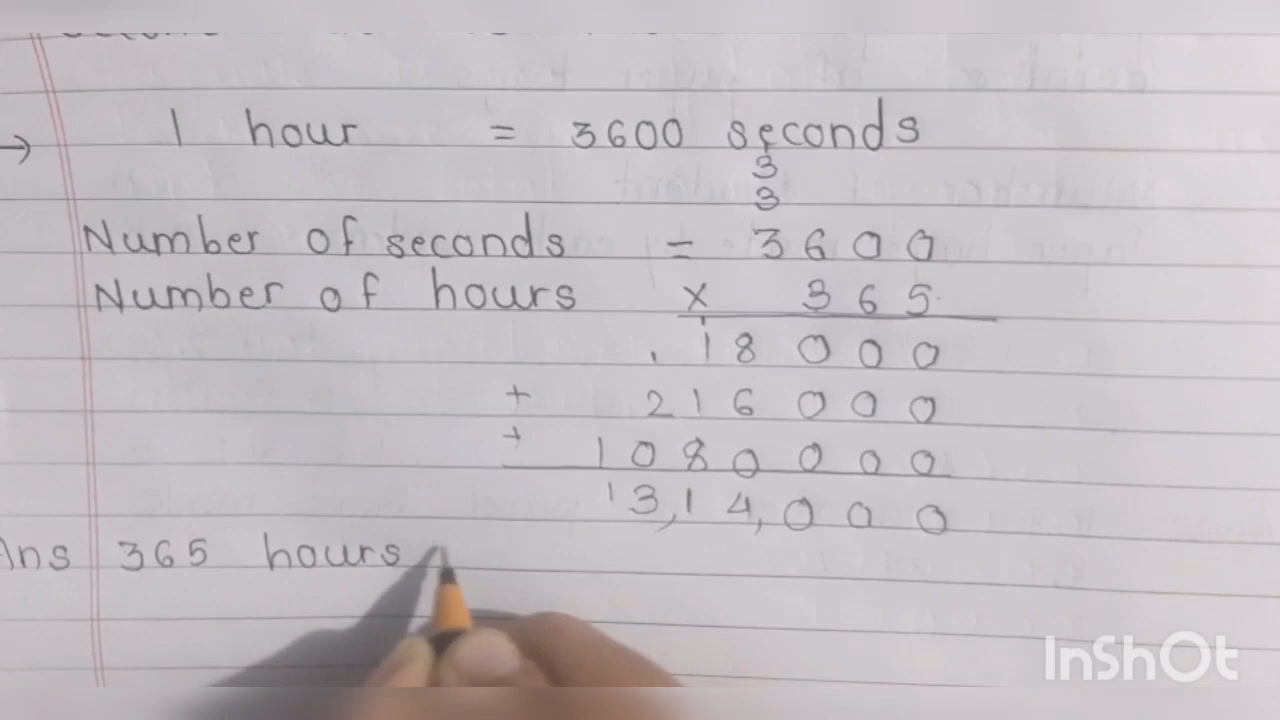 → 1 hour = 3600 seconds
3
3
Number of seconds = 3600
Number of hours x 365
18000
+ 216000
+ 1080000
13,14,000
Ans 365 hours
InShOt